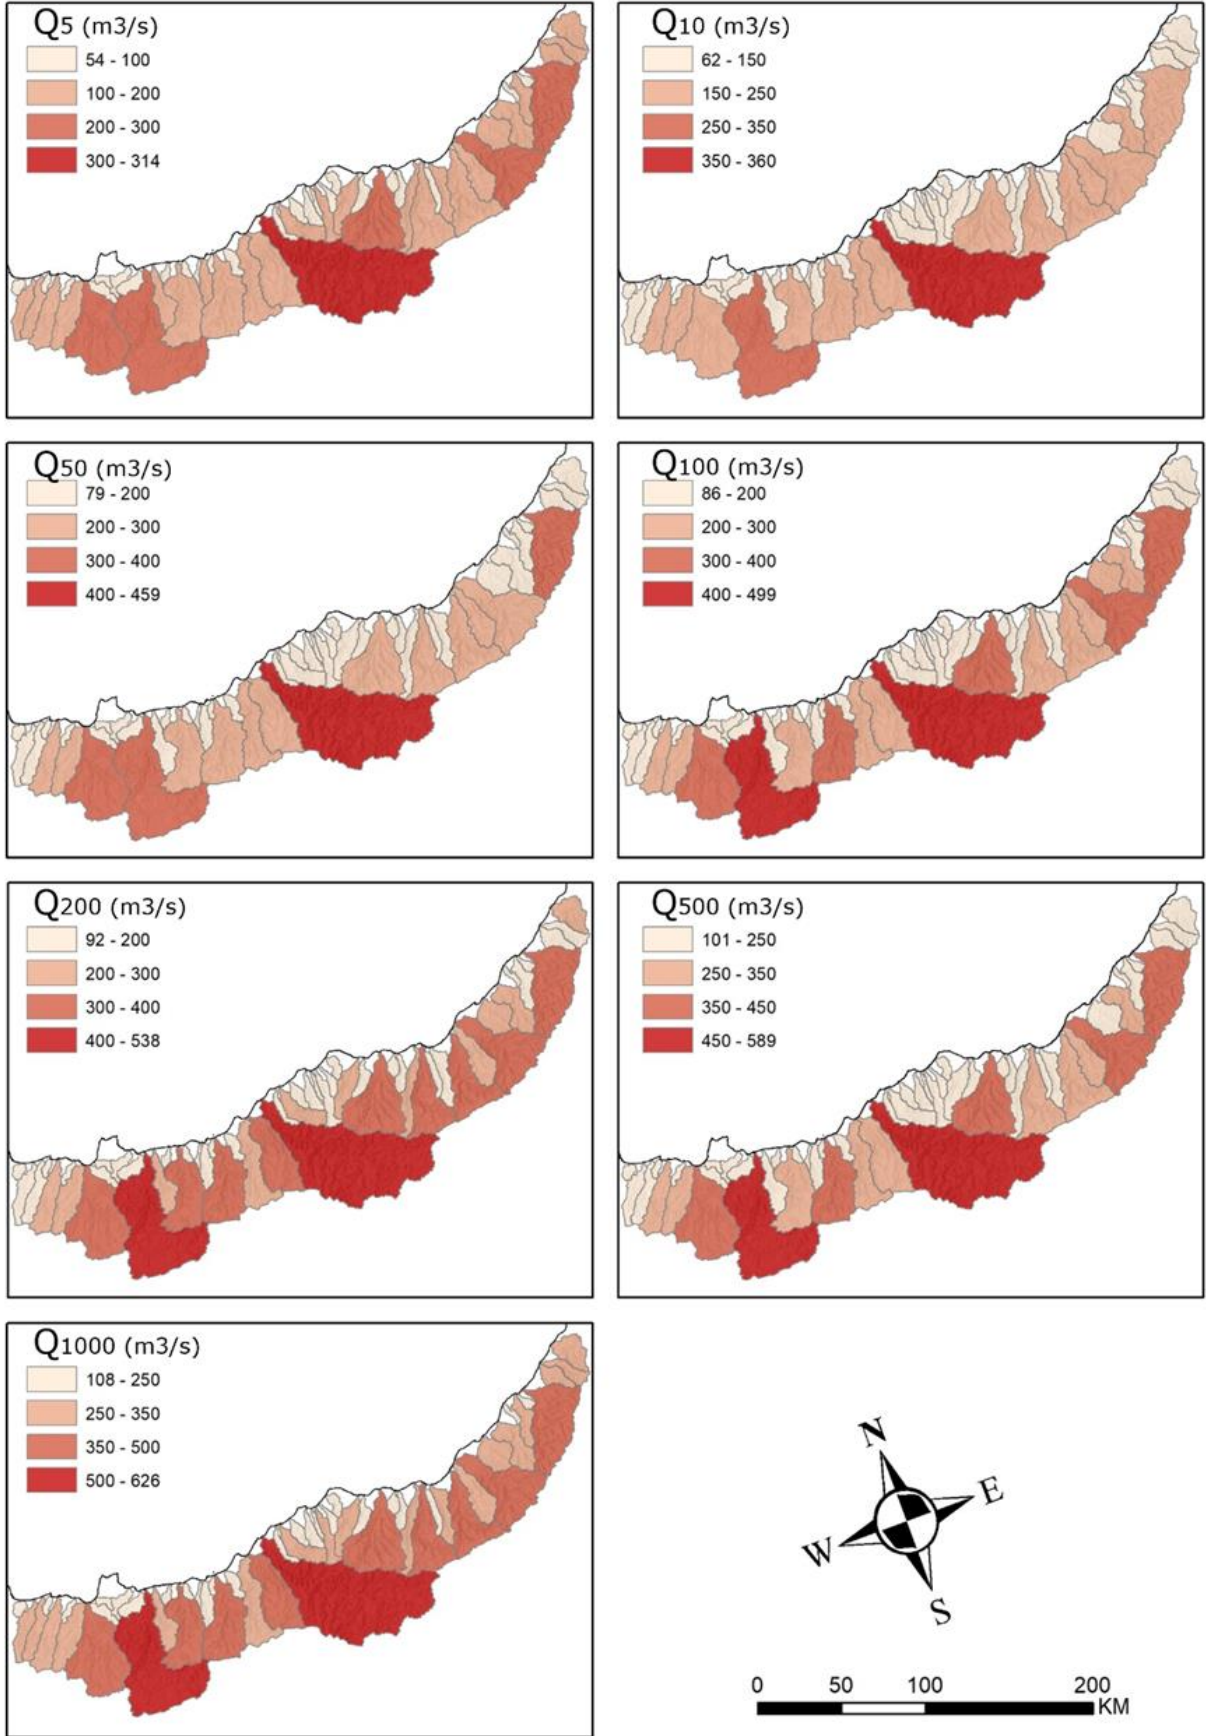 Q5 (m3/s)
54 - 100
100 - 200
200 - 300
300 - 314
Q10 (m3/s)
62 - 150
150 - 250
250 - 350
350 - 360
Q50 (m3/s)
79 - 200
200 - 300
300 - 400
400 - 459
Q100 (m3/s)
86 - 200
200 - 300
300 - 400
400 - 499
Q200 (m3/s)
92 - 200
200 - 300
300 - 400
400 - 538
Q500 (m3/s)
101 - 250
250 - 350
350 - 450
450 - 589
Q1000 (m3/s)
108 - 250
250 - 350
350 - 500
500 - 626
N
E
W
S
0 50 100 200
KM